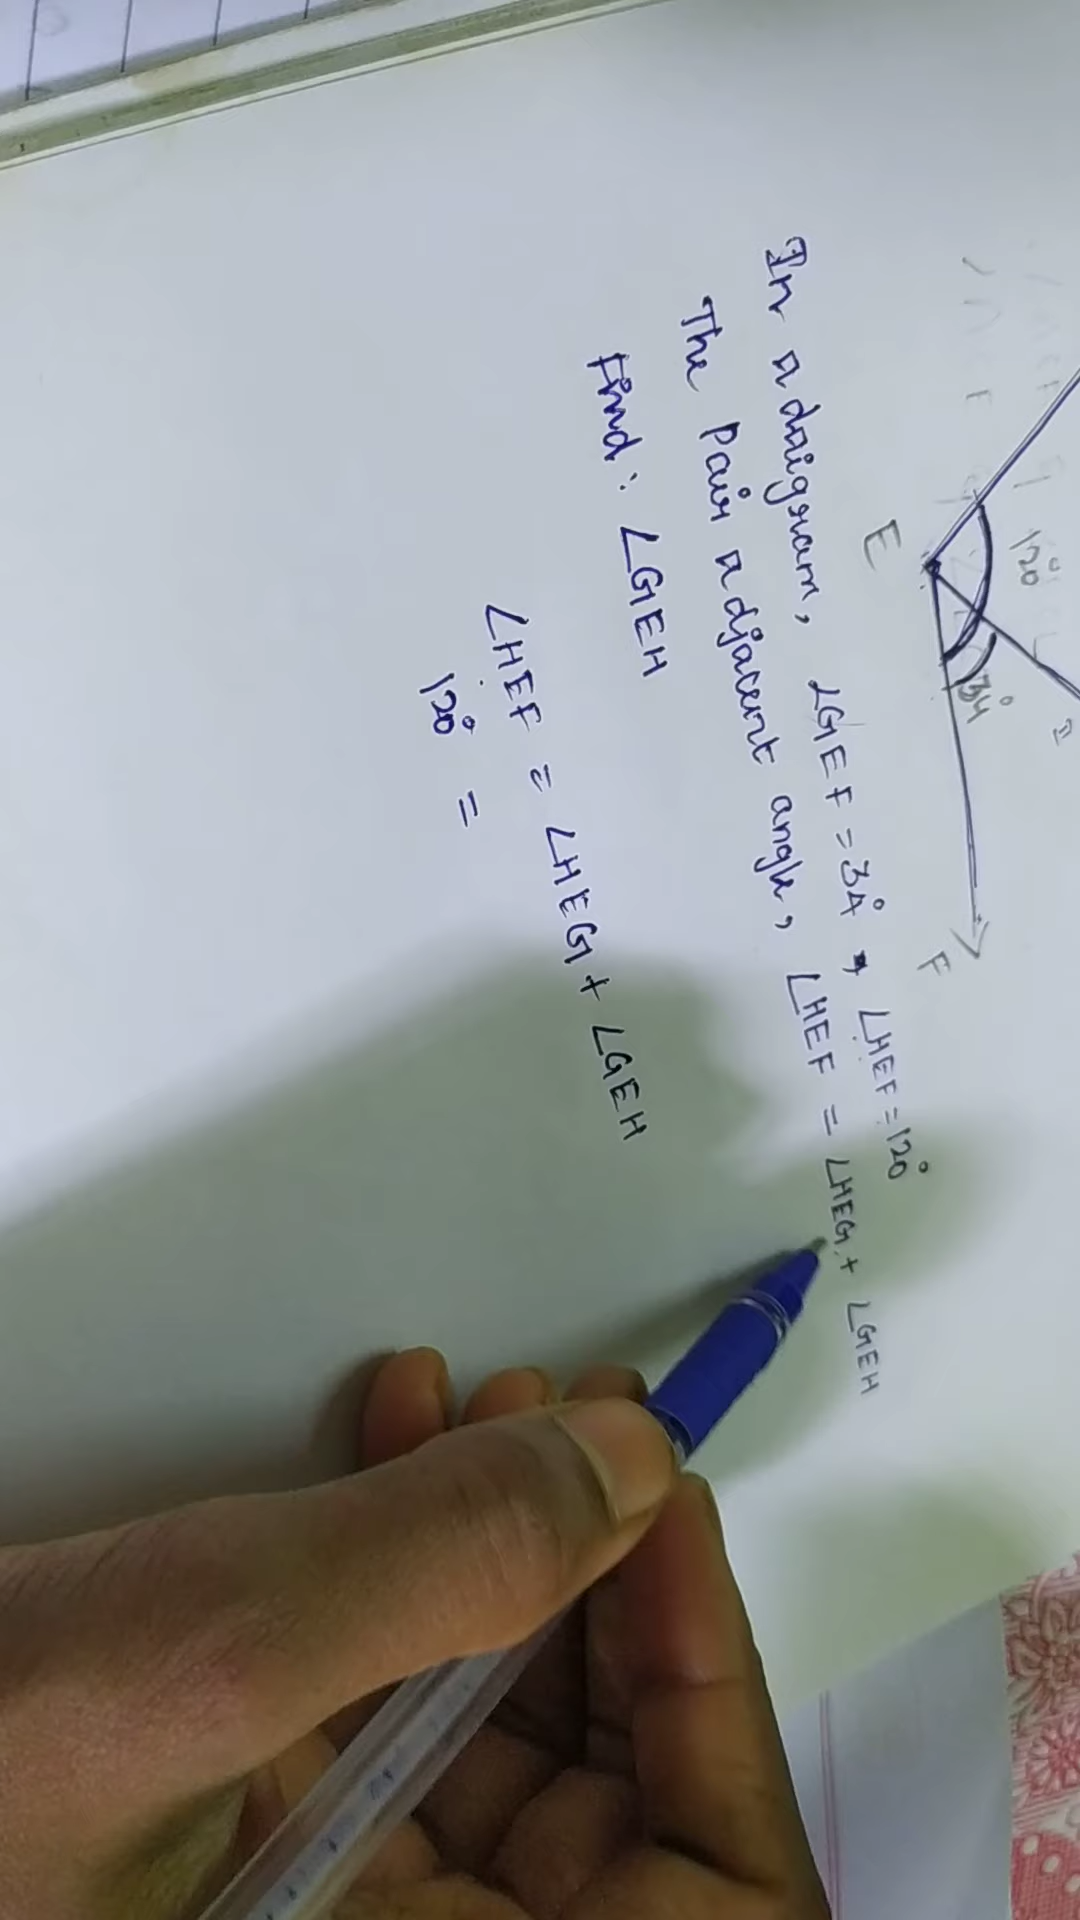 120°
34°
E
F
In a daigram, ∠GEF = 34°, ∠HEF = 120°
The Pair adjacent angle, ∠HEF = ∠HEG + ∠GEH
Find: ∠GEH
∠HEF = ∠HEG + ∠GEH
120° =